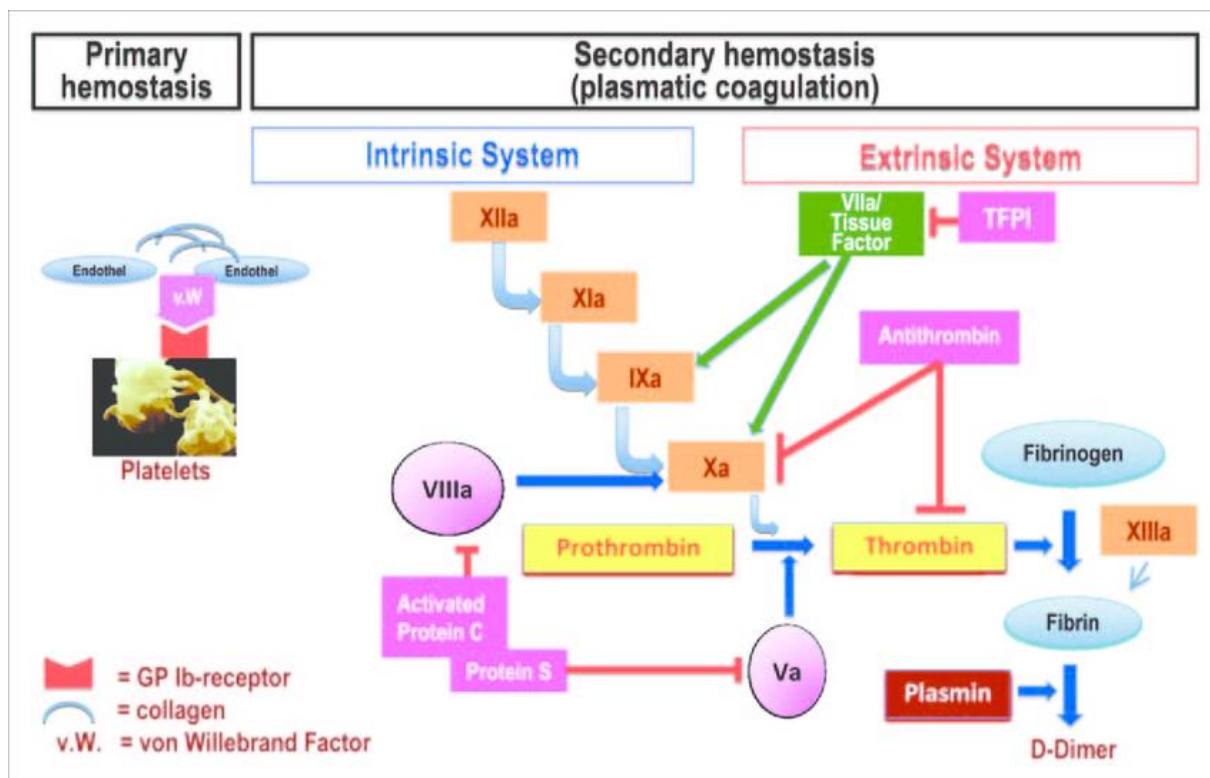 Primary
hemostasis
Secondary hemostasis
(plasmatic coagulation)
Intrinsic System
Extrinsic System
XIIa
VIIa/
Tissue
Factor
TFPI
Endothel
Endothel
v.W
XIa
Antithrombin
IXa
Platelets
VIIIa
Xa
Fibrinogen
Prothrombin
Thrombin
XIIIa
Activated
Protein C
Protein S
Va
Fibrin
Plasmin
D-Dimer
= GP Ib-receptor
= collagen
v.W. = von Willebrand Factor